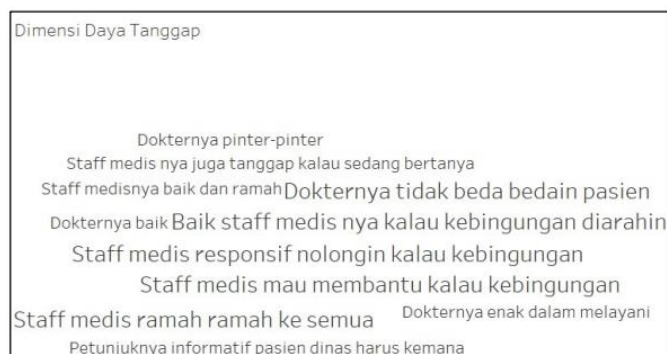 Dimensi Daya Tanggap
Dokternya pinter-pinter
Staff medis nya juga tanggap kalau sedang bertanya
Staff medisnya baik dan ramah Dokternya tidak beda bedain pasien
Dokternya baik Baik staff medis nya kalau kebingungan diarahin
Staff medis responsif nolongin kalau kebingungan
Staff medis mau membantu kalau kebingungan
Staff medis ramah ramah ke semua Dokternya enak dalam melayani
Petunjuknya informatif pasien dinas harus kemana